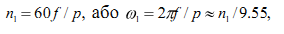 n₁ = 60f / p, або ω₁ = 2πf / p ≈ n₁ / 9.55,